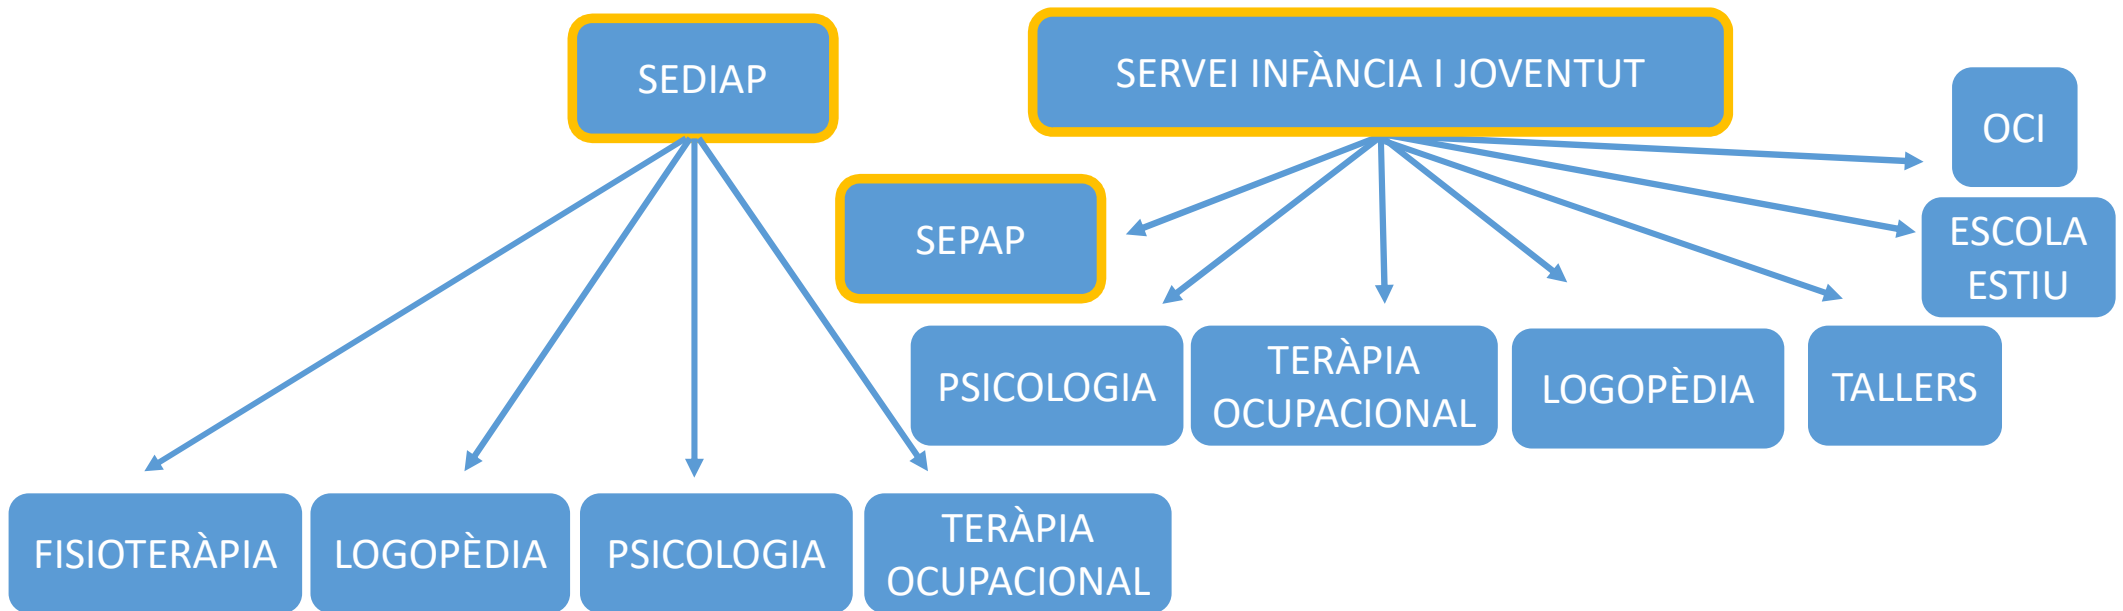 SEDIAP
SERVEI INFÀNCIA I JOVENTUT
OCI
SEPAP
ESCOLA
ESTIU
PSICOLOGIA
TERÀPIA
OCUPACIONAL
LOGOPÈDIA
TALLERS
FISIOTERÀPIA
LOGOPÈDIA
PSICOLOGIA
TERÀPIA
OCUPACIONAL